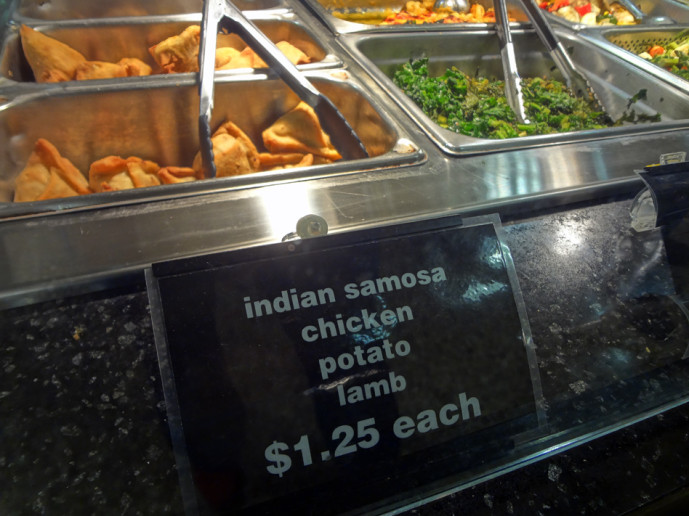 indian samosa
chicken
potato
lamb
$1.25 each